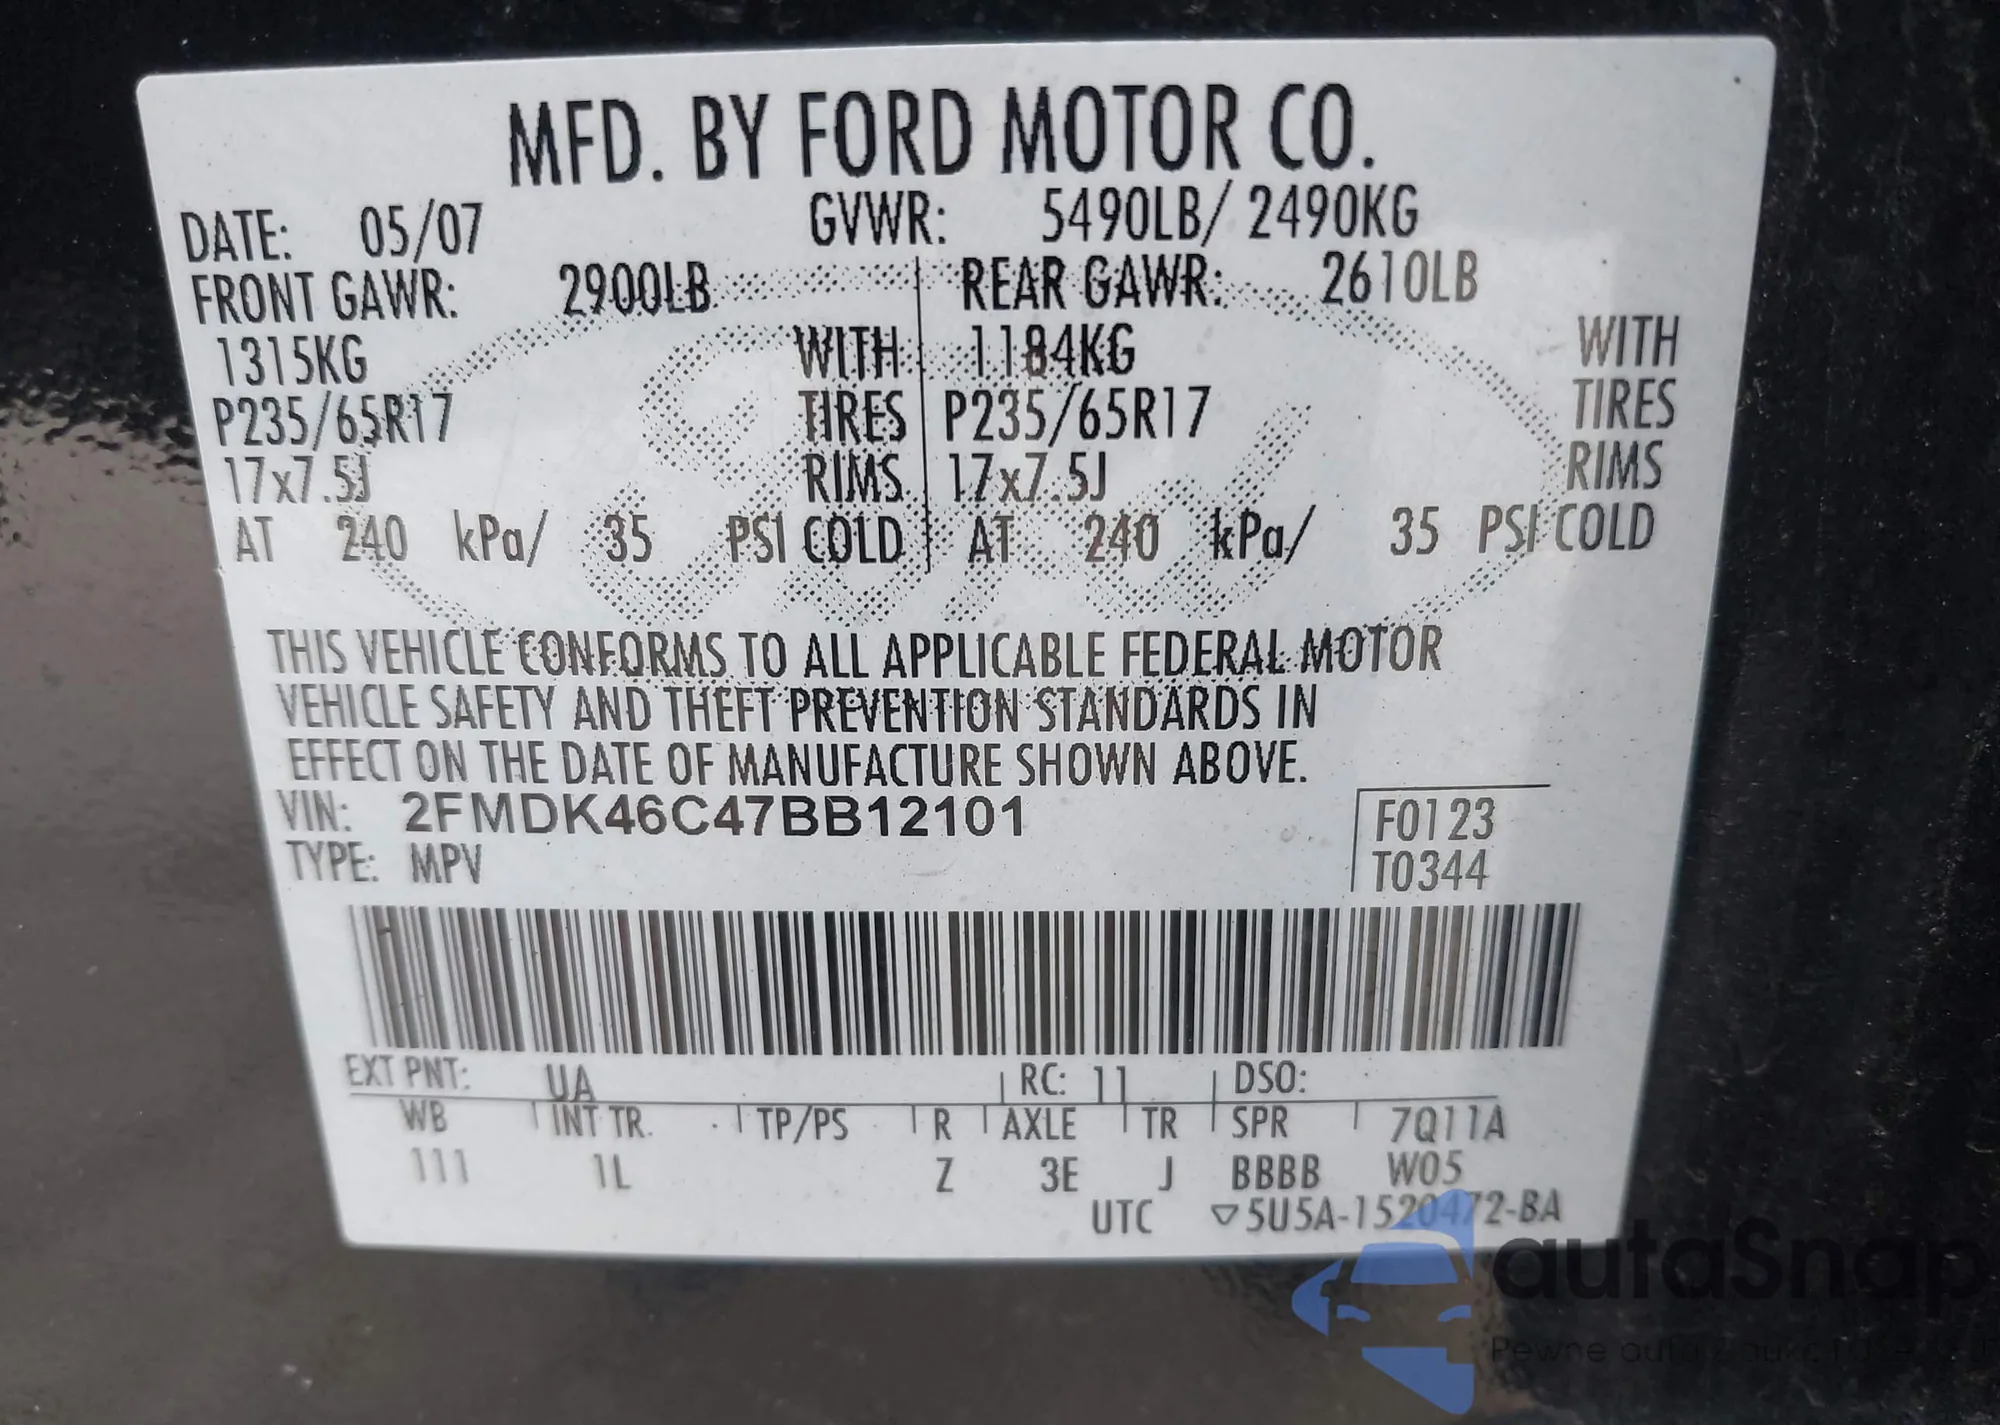 MFD. BY FORD MOTOR CO.
DATE: 05/07 GVWR: 5490LB/ 2490KG
FRONT GAWR: 2900LB REAR GAWR: 2610LB
1315KG WITH 1184KG WITH
P235/65R17 TIRES P235/65R17 TIRES
17x7.5J RIMS 17x7.5J RIMS
AT 240 kPa/ 35 PSI COLD AT 240 kPa/ 35 PSI COLD
THIS VEHICLE CONFORMS TO ALL APPLICABLE FEDERAL MOTOR
VEHICLE SAFETY AND THEFT PREVENTION STANDARDS IN
EFFECT ON THE DATE OF MANUFACTURE SHOWN ABOVE.
VIN: 2FMDK46C47BB12101 F0123
TYPE: MPV T0344
EXT PNT: UA RC: 11 DSO:
WB INT TR. TP/PS R AXLE TR SPR 7Q11A
111 1L Z 3E J BBBB W05
UTC ▽5U5A-1520472-BA
autaSnap
Pewne auta z